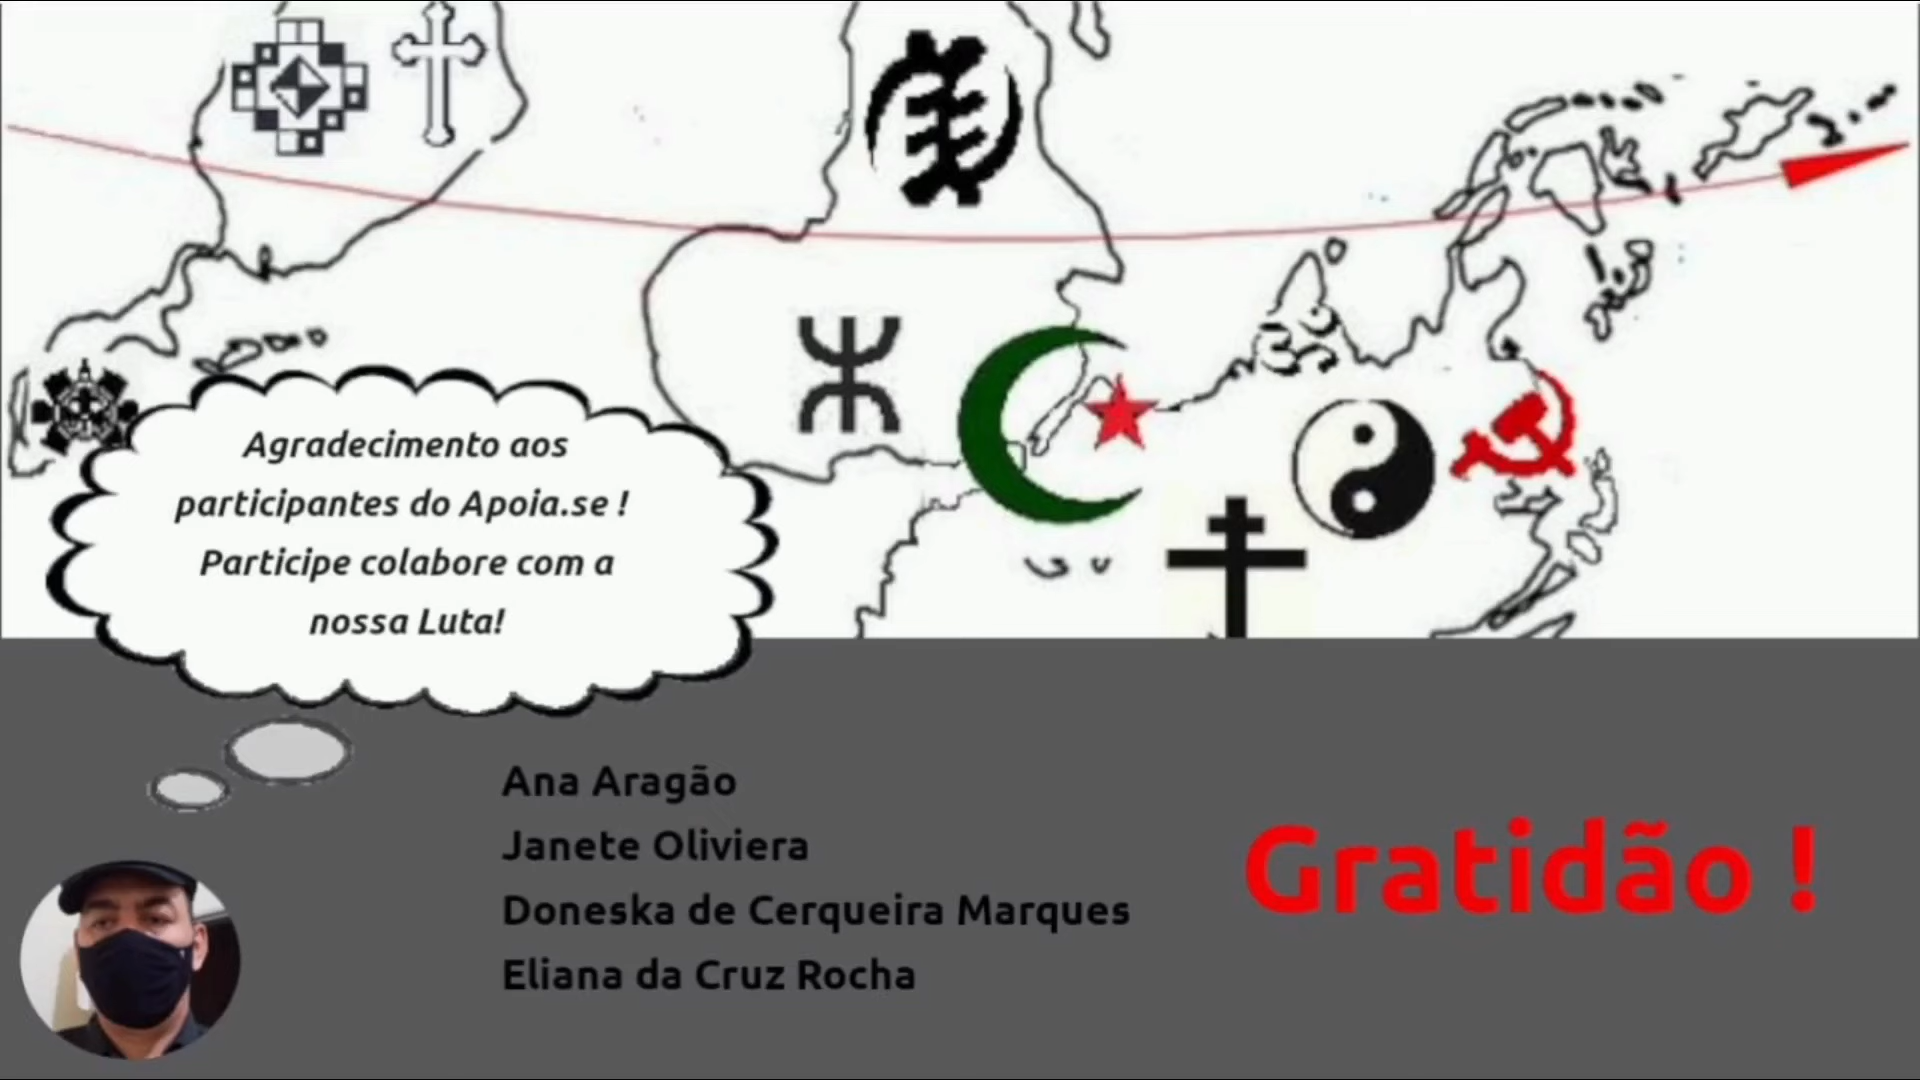 Agradecimento aos
participantes do Apoia.se !
Participe colabore com a
nossa Luta!
Ana Aragão
Janete Oliviera
Doneska de Cerqueira Marques
Eliana da Cruz Rocha
Gratidão !